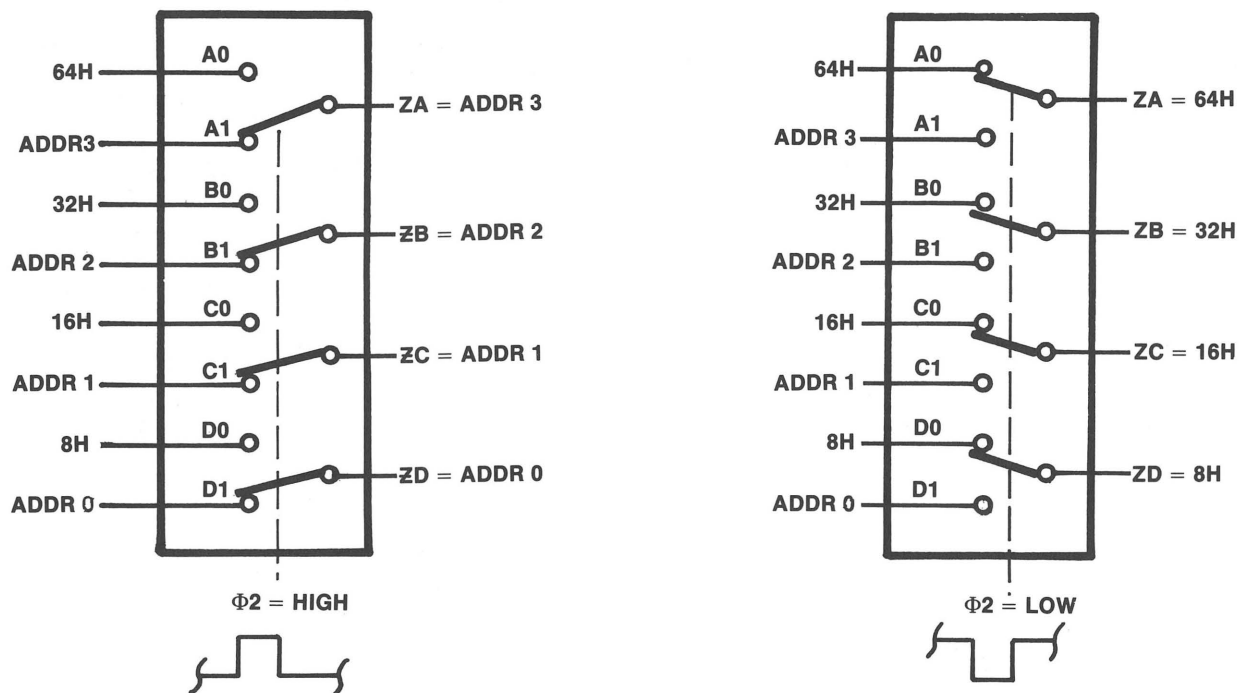 A0
64H
ZA = ADDR 3
A1
ADDR3
B0
32H
ZB = ADDR 2
B1
ADDR 2
C0
16H
ZC = ADDR 1
C1
ADDR 1
D0
8H
ZD = ADDR 0
D1
ADDR 0
Φ2 = HIGH
A0
64H
ZA = 64H
A1
ADDR 3
B0
32H
ZB = 32H
B1
ADDR 2
C0
16H
ZC = 16H
C1
ADDR 1
D0
8H
ZD = 8H
D1
ADDR 0
Φ2 = LOW